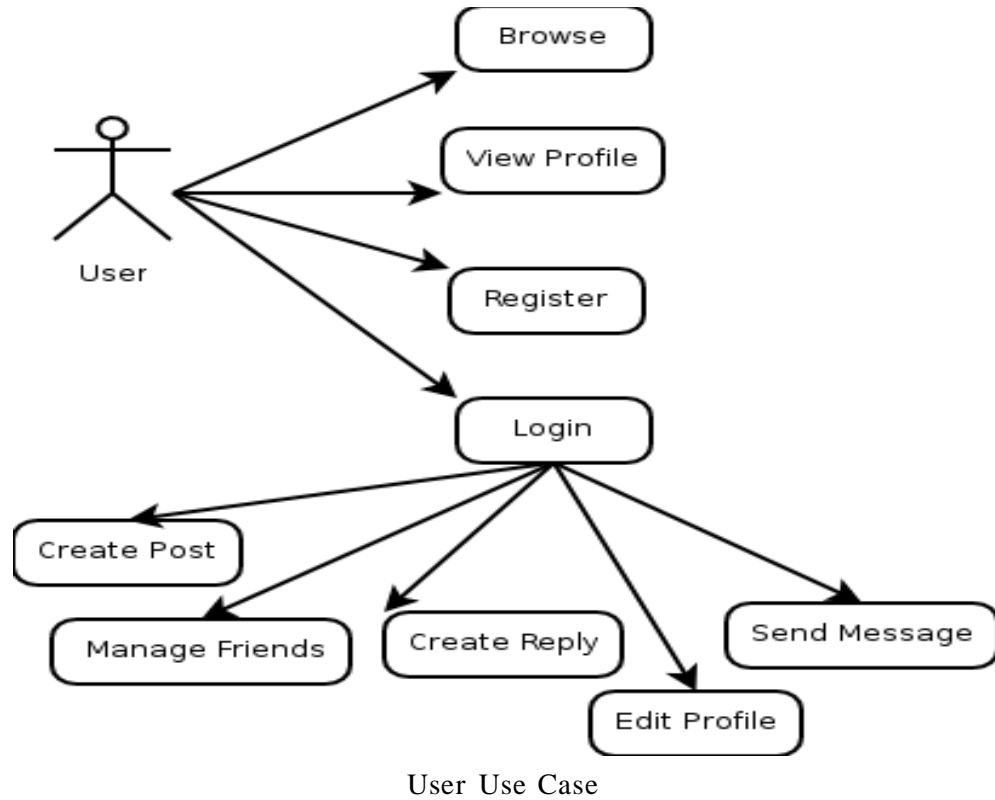 Browse
View Profile
User
Register
Login
Create Post
Manage Friends
Create Reply
Send Message
Edit Profile
User Use Case